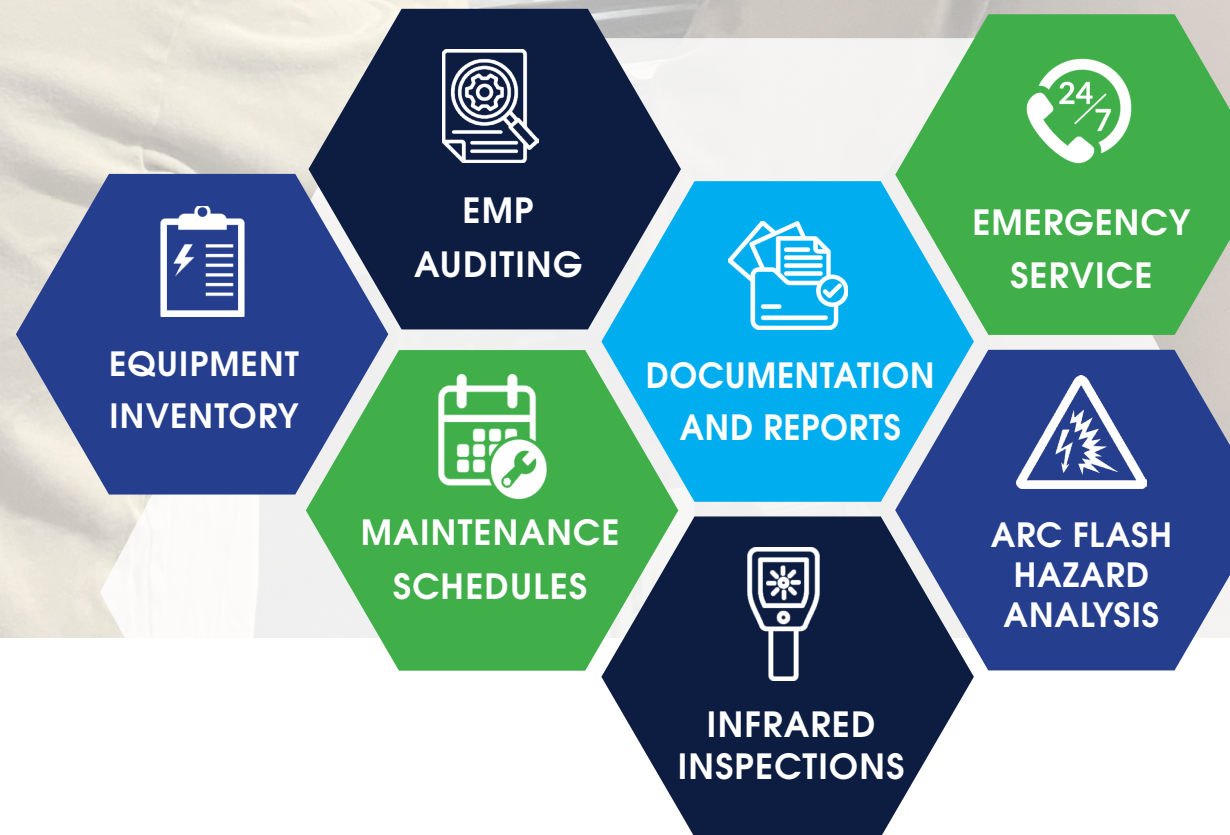 EMP
AUDITING
24/7
EMERGENCY
SERVICE
EQUIPMENT
INVENTORY
DOCUMENTATION
AND REPORTS
MAINTENANCE
SCHEDULES
ARC FLASH
HAZARD
ANALYSIS
INFRARED
INSPECTIONS